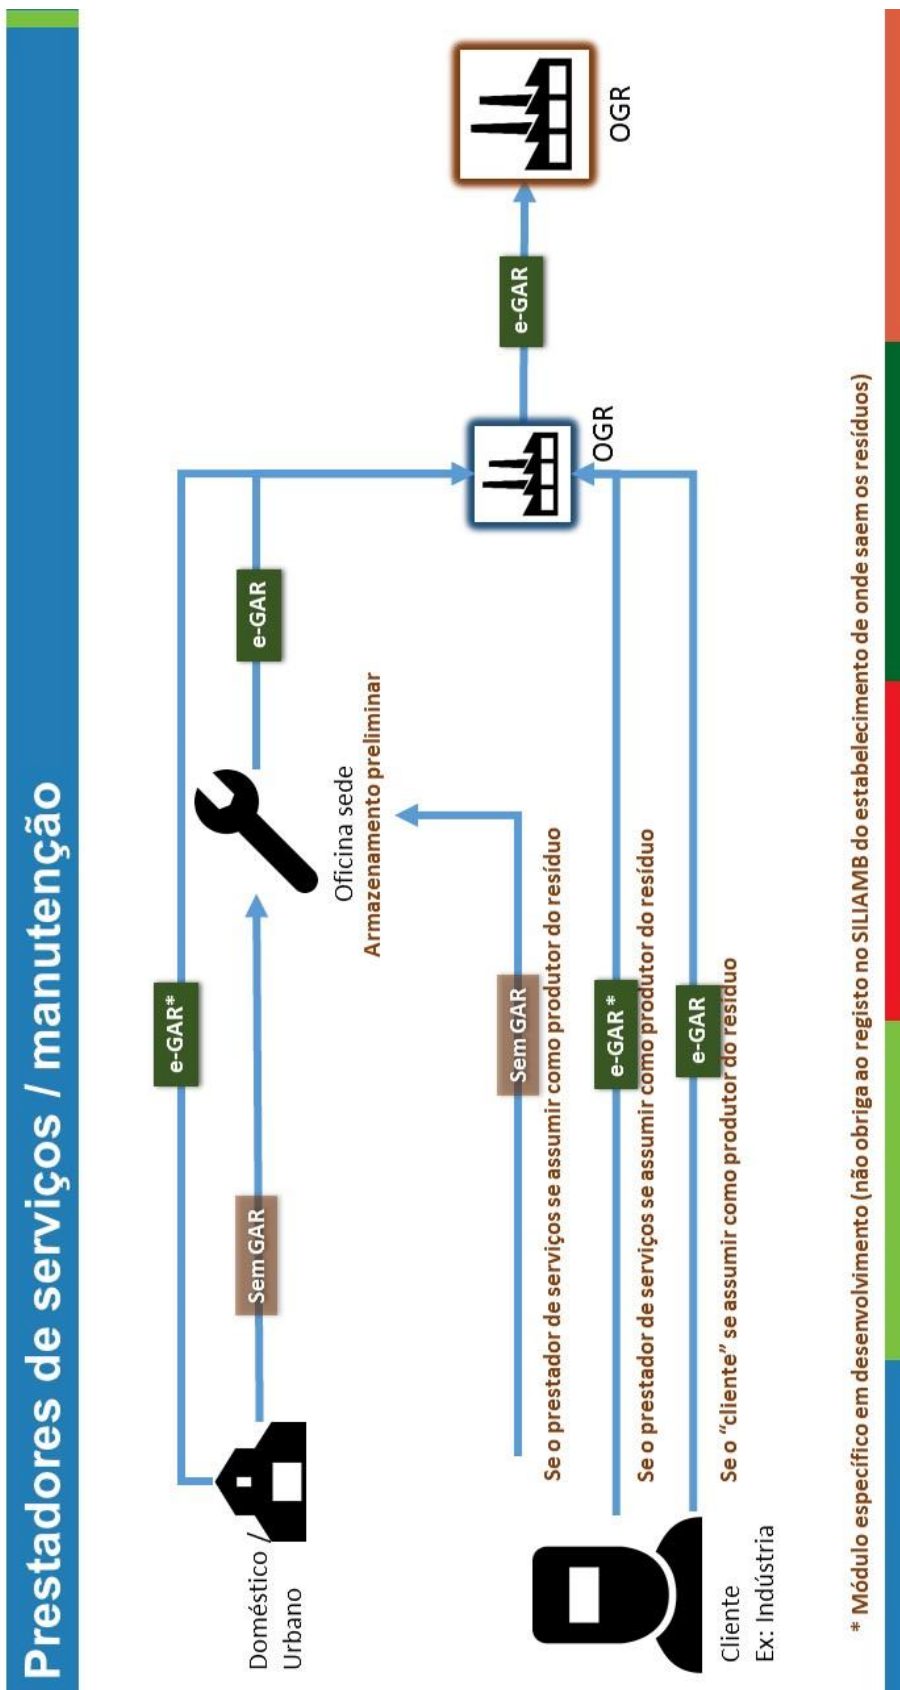 Prestadores de serviços / manutenção
e-GAR*
Sem GAR
e-GAR
Doméstico /
Urbano
Oficina sede
Armazenamento preliminar
OGR
e-GAR
OGR
Sem GAR
Se o prestador de serviços se assumir como produtor do resíduo
e-GAR *
Se o prestador de serviços se assumir como produtor do resíduo
e-GAR
Se o “cliente” se assumir como produtor do resíduo
Cliente
Ex: Indústria
* Módulo específico em desenvolvimento (não obriga ao registo no SILIAMB do estabelecimento de onde saem os resíduos)